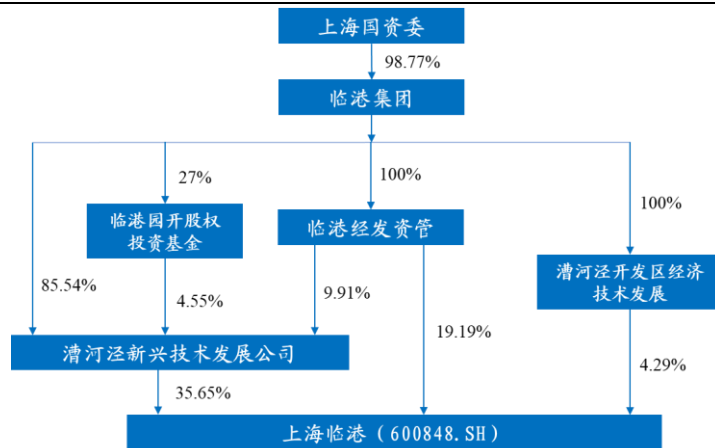 上海国资委
98.77%
临港集团
27%
100%
100%
临港园开股权
投资基金
临港经发资管
漕河泾开发区经济
技术发展
85.54%
4.55%
9.91%
19.19%
4.29%
漕河泾新兴技术发展公司
35.65%
上海临港（600848.SH）